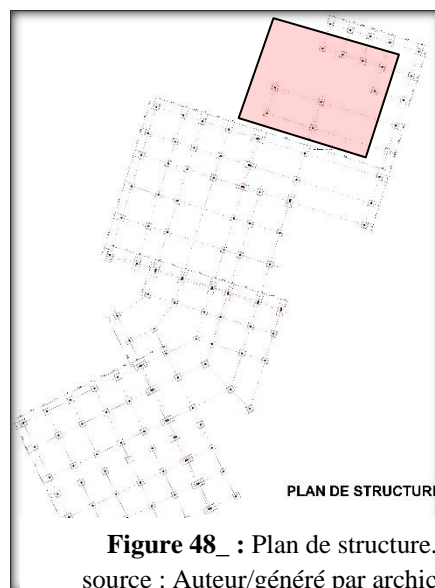 PLAN DE STRUCTURE
Figure 48_ : Plan de structure.
source : Auteur/généré par archic